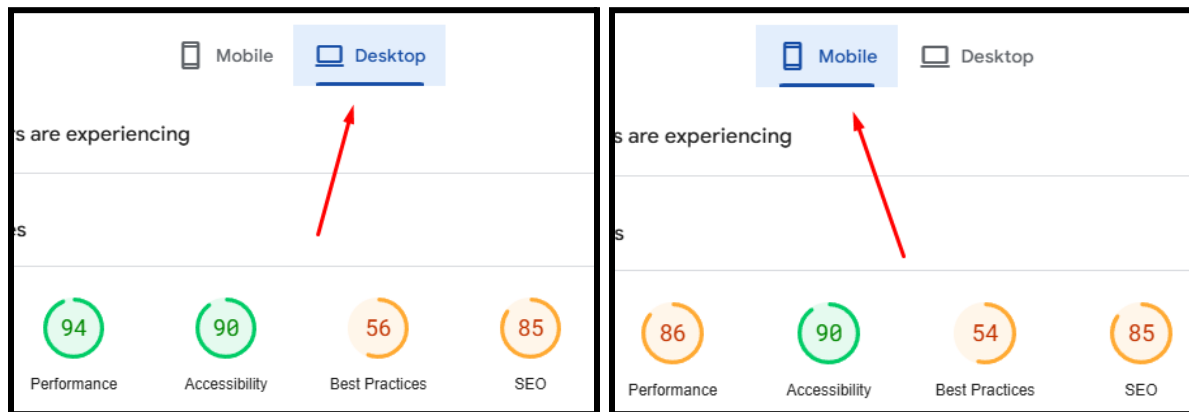 Mobile Desktop
s are experiencing
s
94 90 56 85
Performance Accessibility Best Practices SEO
Mobile Desktop
s are experiencing
s
86 90 54 85
Performance Accessibility Best Practices SEO